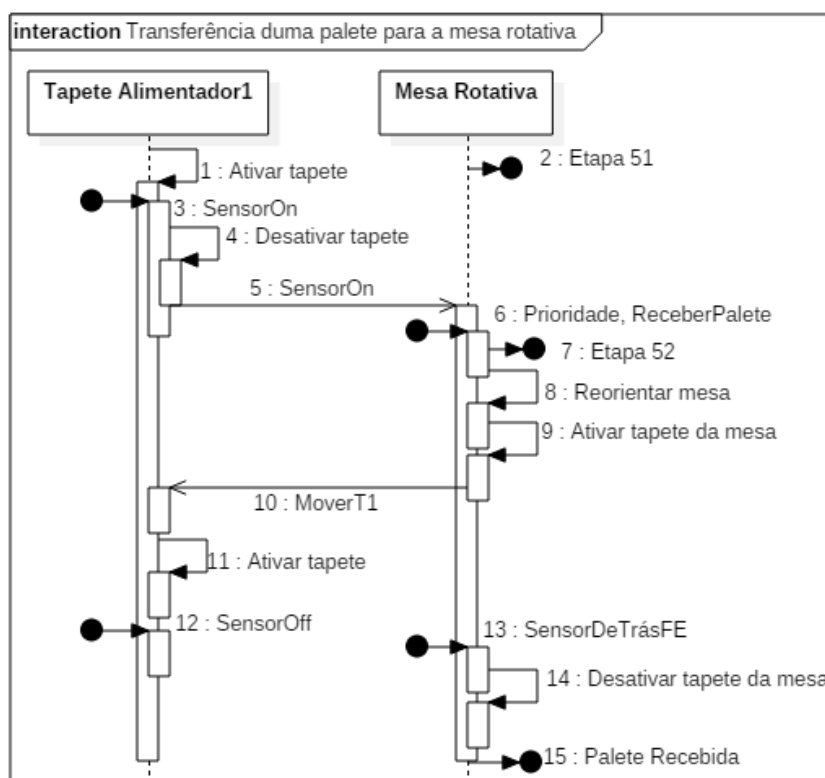 interaction Transferência duma palete para a mesa rotativa
Tapete Alimentador1
Mesa Rotativa
1 : Ativar tapete
2 : Etapa 51
3 : SensorOn
4 : Desativar tapete
5 : SensorOn
6 : Prioridade, ReceberPalete
7 : Etapa 52
8 : Reorientar mesa
9 : Ativar tapete da mesa
10 : MoverT1
11 : Ativar tapete
12 : SensorOff
13 : SensorDeTrásFE
14 : Desativar tapete da mesa
15 : Palete Recebida